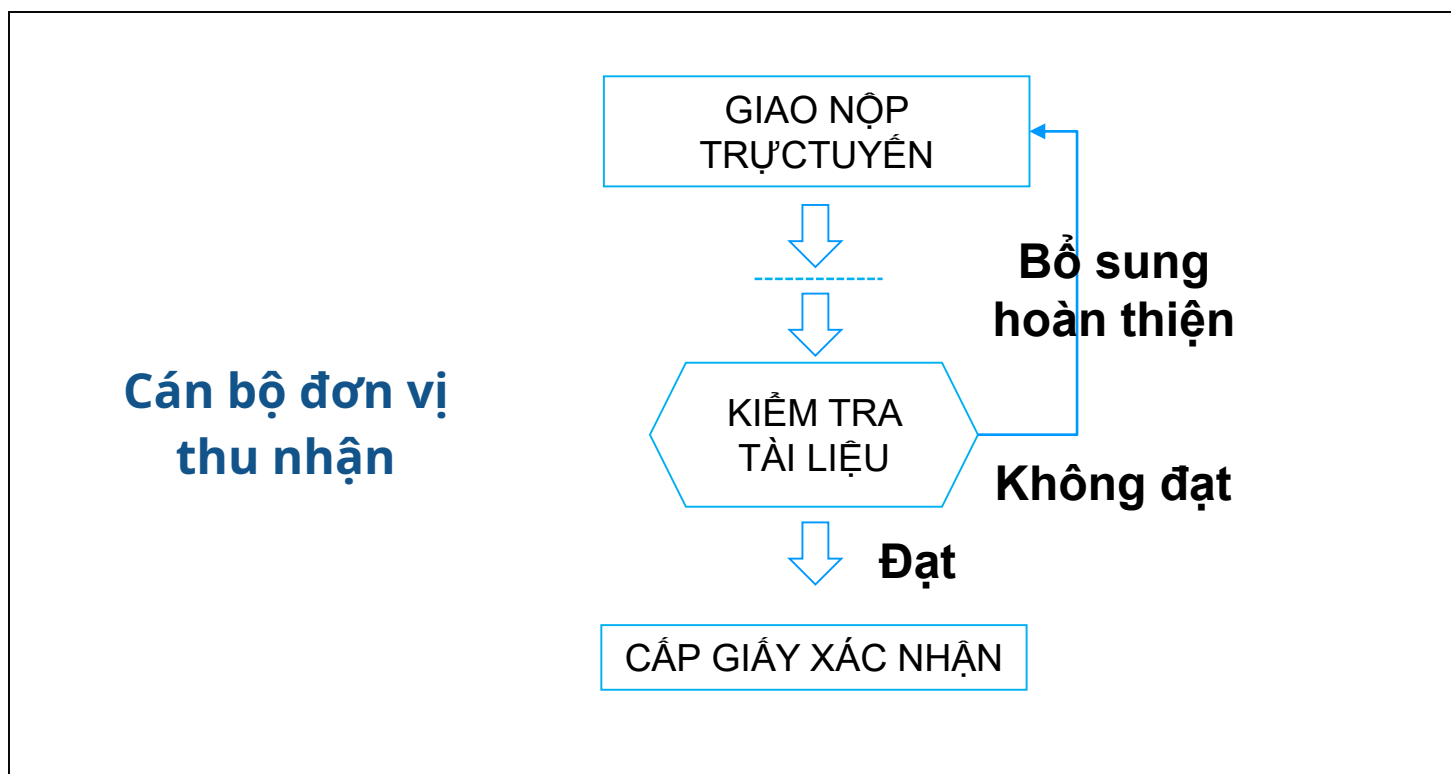 GIAO NỘP
TRỰCTUYẾN
Bổ sung
hoàn thiện
Cán bộ đơn vị
thu nhận
KIỂM TRA
TÀI LIỆU
Không đạt
Đạt
CẤP GIẤY XÁC NHẬN